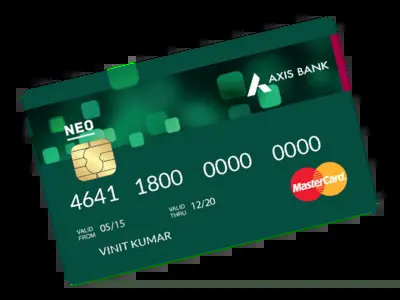 AXIS BANK
NEO
4641 1800 0000 0000
MasterCard
VALID FROM 05/15 VALID THRU 12/20
VINIT KUMAR